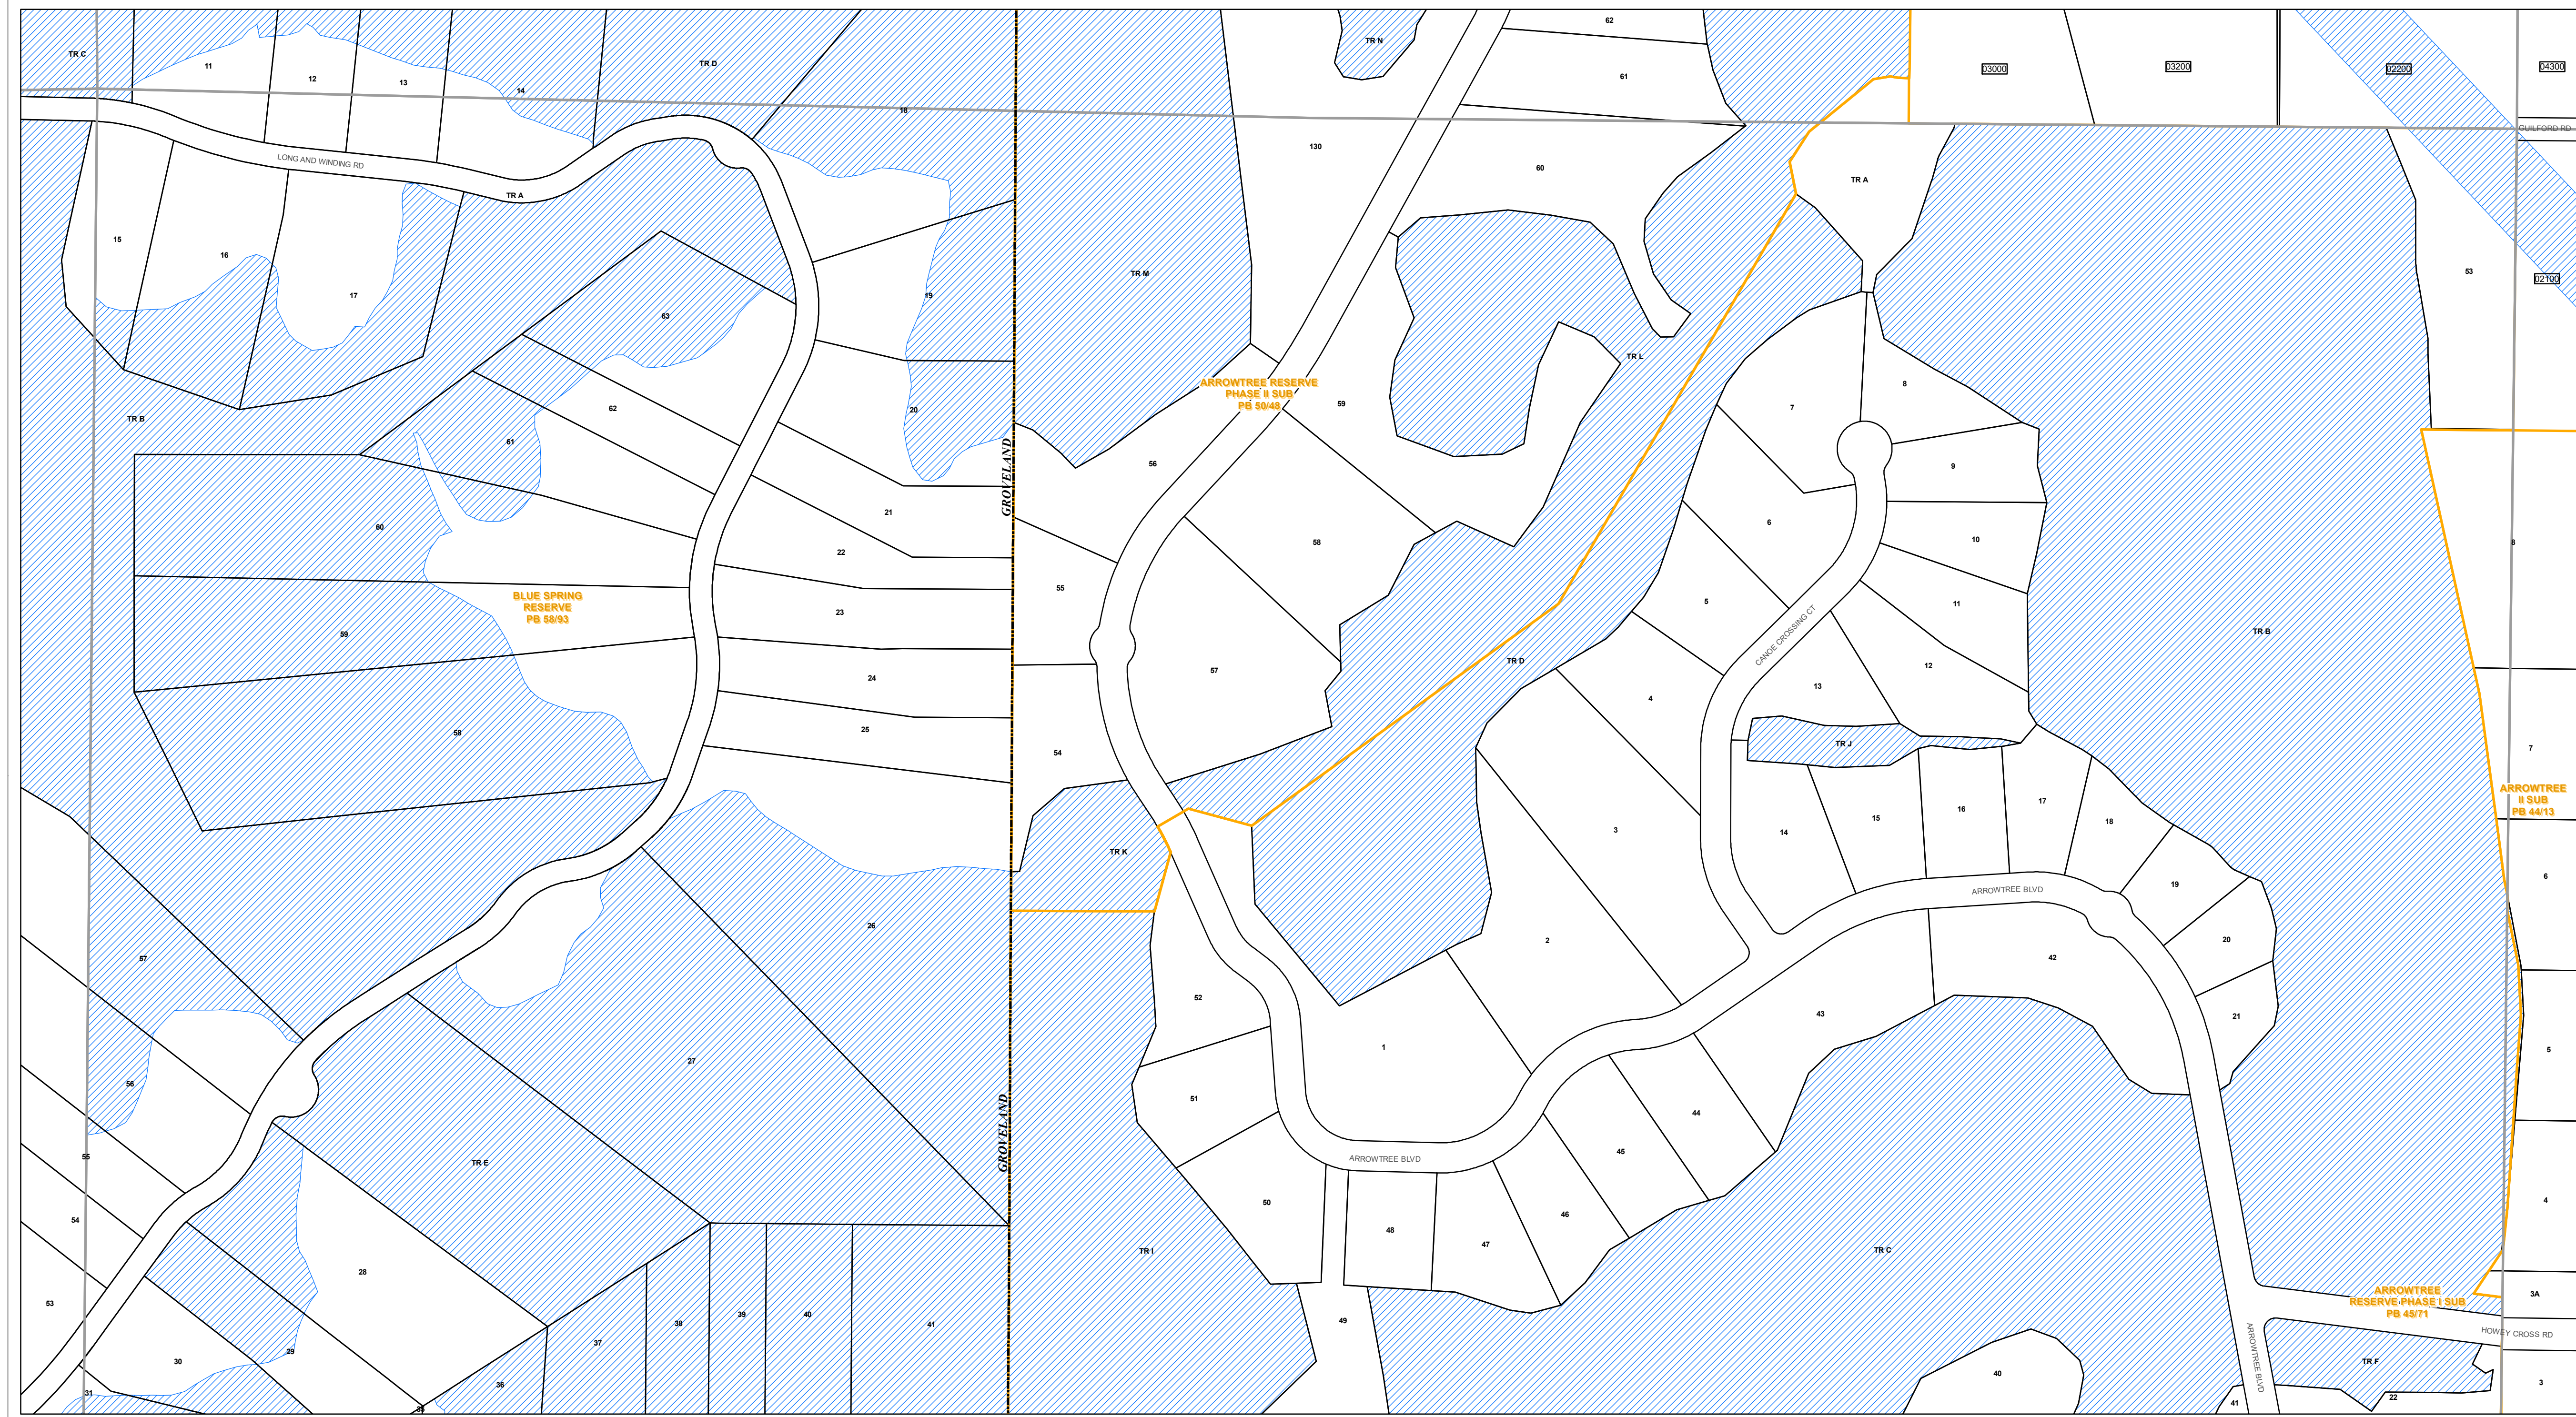 62
TR N
TR C
TR D
11
12
13
14
18
61
03000
03200
02200
04300
GUILFORD RD
130
LONG AND WINDING RD
60
TR A
TR A
15
16
17
19
63
TR M
53
02100
TR L
ARROWTREE RESERVE
PHASE II SUB
PB 50/48
59
8
7
62
20
TR B
61
56
9
GROVELAND
21
60
22
58
6
10
8
55
BLUE SPRING
RESERVE
PB 58/93
23
5
11
CANOE CROSSING CT
59
TR B
57
TR D
12
24
4
13
58
25
54
TR J
7
ARROWTREE
II SUB
PB 44/13
3
14
15
16
17
18
TR K
6
19
ARROWTREE BLVD
26
57
2
20
42
52
43
21
5
1
27
56
51
44
GROVELAND
45
ARROWTREE BLVD
55
TR E
50
48
46
47
4
54
TR I
TR C
28
53
38
39
40
41
49
37
ARROWTREE
RESERVE PHASE I SUB
PB 45/71
3A
HOWEY CROSS RD
ARROWTREE BLVD
29
30
TR F
40
36
31
22
3
41
35